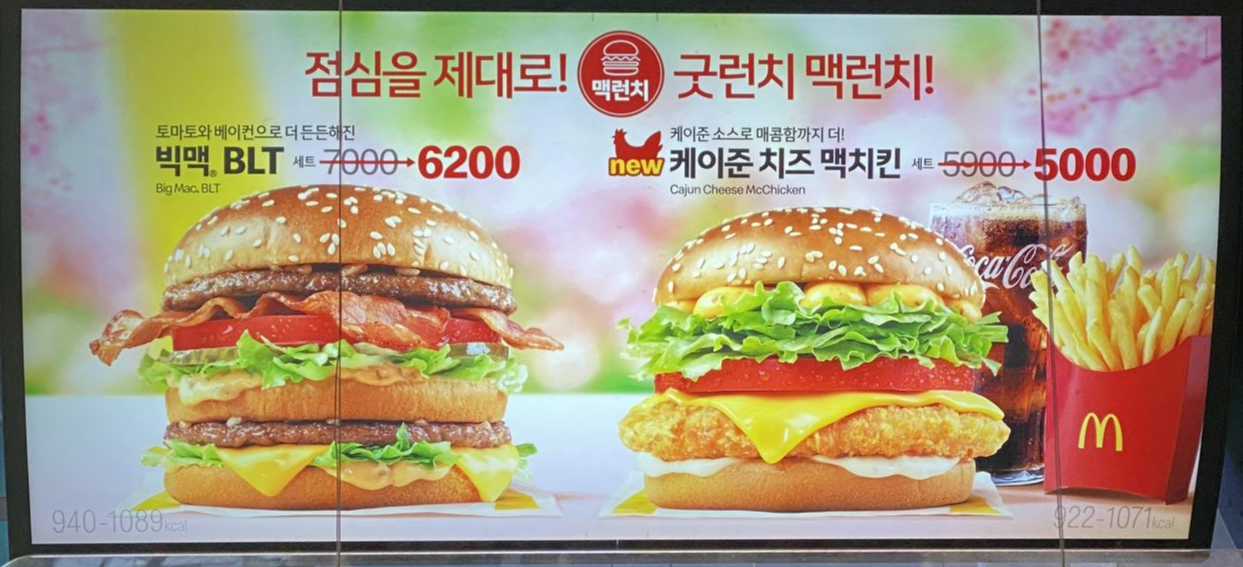 점심을 제대로! 맥런치 굿런치 맥런치!
토마토와 베이컨으로 더 든든해진
빅맥® BLT 세트 7000→6200
Big Mac® BLT
케이준 소스로 매콤함까지 더!
new 케이준 치즈 맥치킨 세트 5900→5000
Cajun Cheese McChicken
Coca-Co
940-1089kcal
922-1071kcal